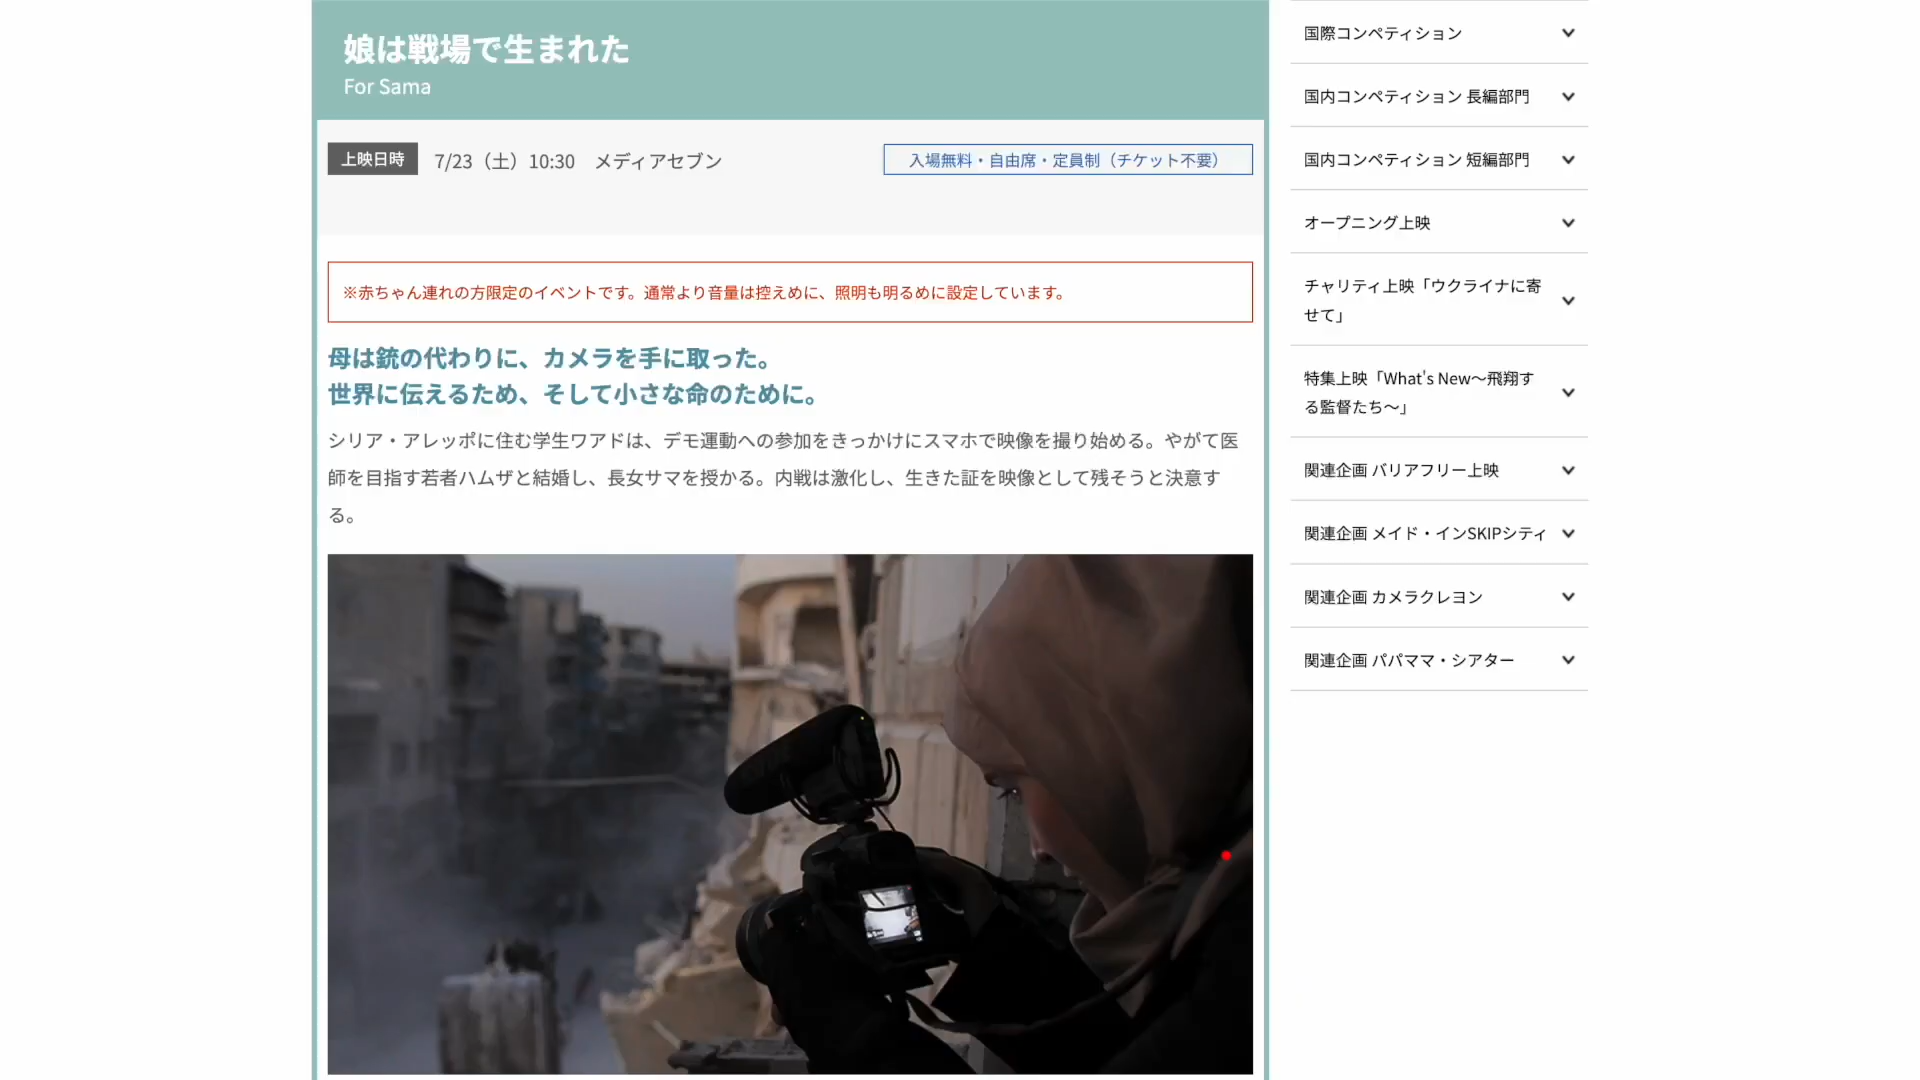 娘は戦場で生まれた
For Sama
上映日時
7/23（土）10:30　メディアセブン
入場無料・自由席・定員制（チケット不要）
※赤ちゃん連れの方限定のイベントです。通常より音量は控えめに、照明も明るめに設定しています。
母は銃の代わりに、カメラを手に取った。
世界に伝えるため、そして小さな命のために。
シリア・アレッポに住む学生ワアドは、デモ運動への参加をきっかけにスマホで映像を撮り始める。やがて医
師を目指す若者ハムザと結婚し、長女サマを授かる。内戦は激化し、生きた証を映像として残そうと決意す
る。
国際コンペティション
国内コンペティション 長編部門
国内コンペティション 短編部門
オープニング上映
チャリティ上映「ウクライナに寄
せて」
特集上映「What's New～飛翔す
る監督たち～」
関連企画 バリアフリー上映
関連企画 メイド・インSKIPシティ
関連企画 カメラクレヨン
関連企画 パパママ・シアター